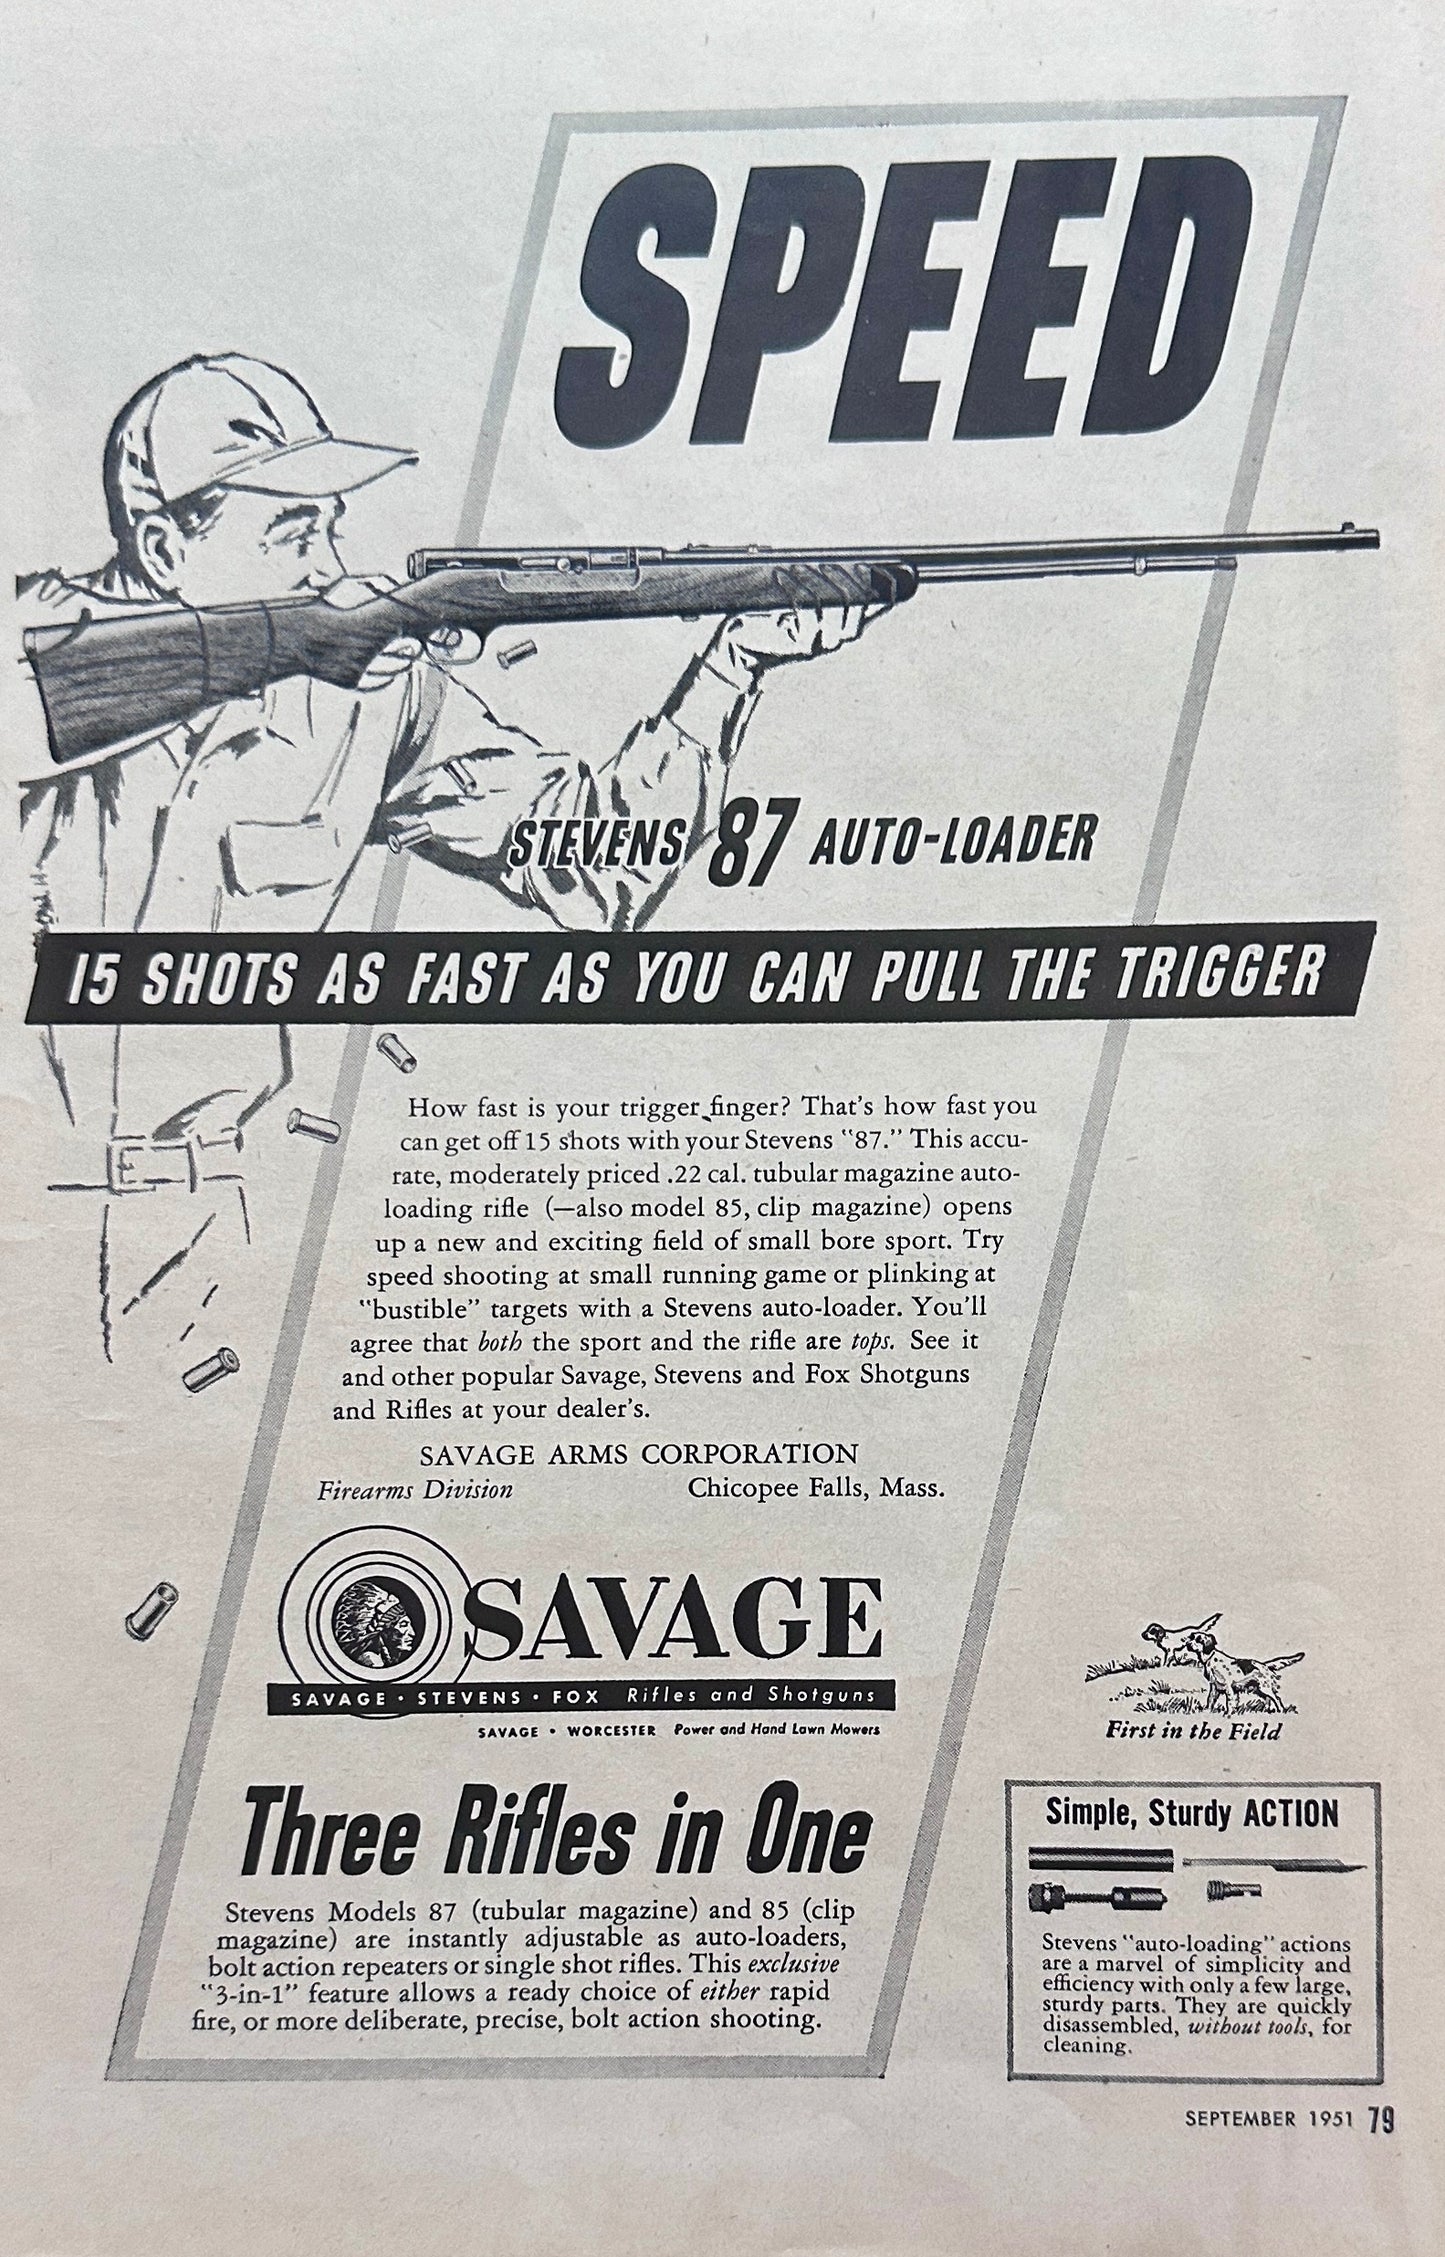 SPEED
STEVENS 87 AUTO-LOADER
15 SHOTS AS FAST AS YOU CAN PULL THE TRIGGER
How fast is your trigger finger? That's how fast you
can get off 15 shots with your Stevens "87." This accu-
rate, moderately priced .22 cal. tubular magazine auto-
loading rifle (—also model 85, clip magazine) opens
up a new and exciting field of small bore sport. Try
speed shooting at small running game or plinking at
"bustible" targets with a Stevens auto-loader. You'll
agree that both the sport and the rifle are tops. See it
and other popular Savage, Stevens and Fox Shotguns
and Rifles at your dealer's.
SAVAGE ARMS CORPORATION
Firearms Division Chicopee Falls, Mass.
SAVAGE
SAVAGE • STEVENS • FOX Rifles and Shotguns
SAVAGE • WORCESTER Power and Hand Lawn Mowers
Three Rifles in One
Stevens Models 87 (tubular magazine) and 85 (clip
magazine) are instantly adjustable as auto-loaders,
bolt action repeaters or single shot rifles. This exclusive
"3-in-1" feature allows a ready choice of either rapid
fire, or more deliberate, precise, bolt action shooting.
First in the Field
Simple, Sturdy ACTION
Stevens "auto-loading" actions
are a marvel of simplicity and
efficiency with only a few large,
sturdy parts. They are quickly
disassembled, without tools, for
cleaning.
SEPTEMBER 1951 79